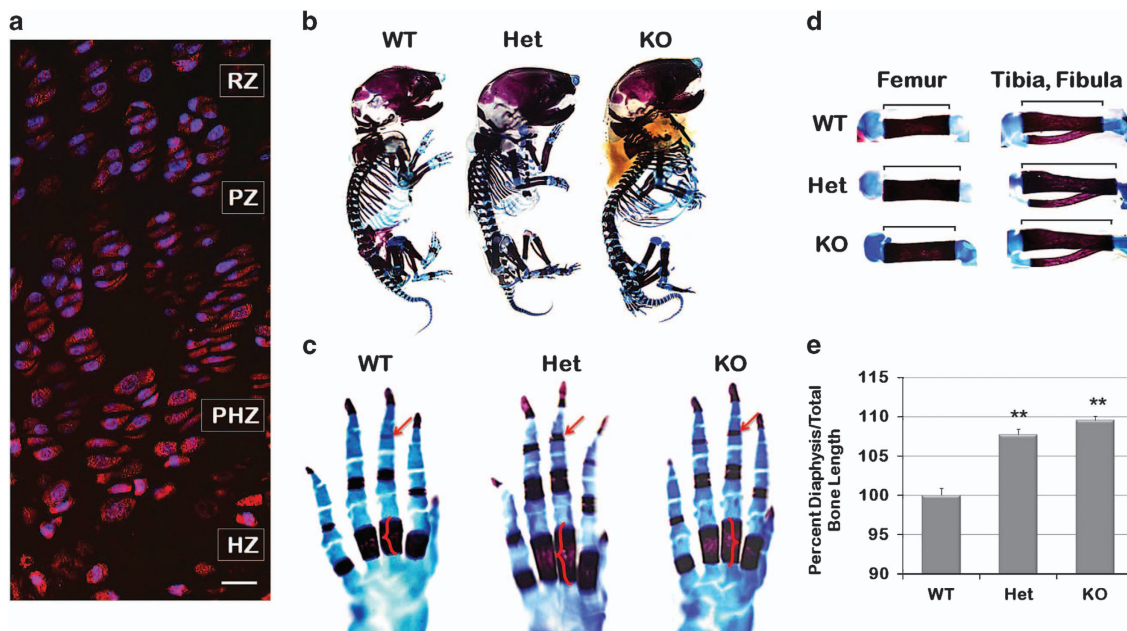 a
RZ
PZ
PHZ
HZ
b
WT Het KO
c
WT Het KO
d
Femur Tibia, Fibula
WT
Het
KO
e
Percent Diaphysis/Total
Bone Length
115
110
105
100
95
90
** **
WT Het KO